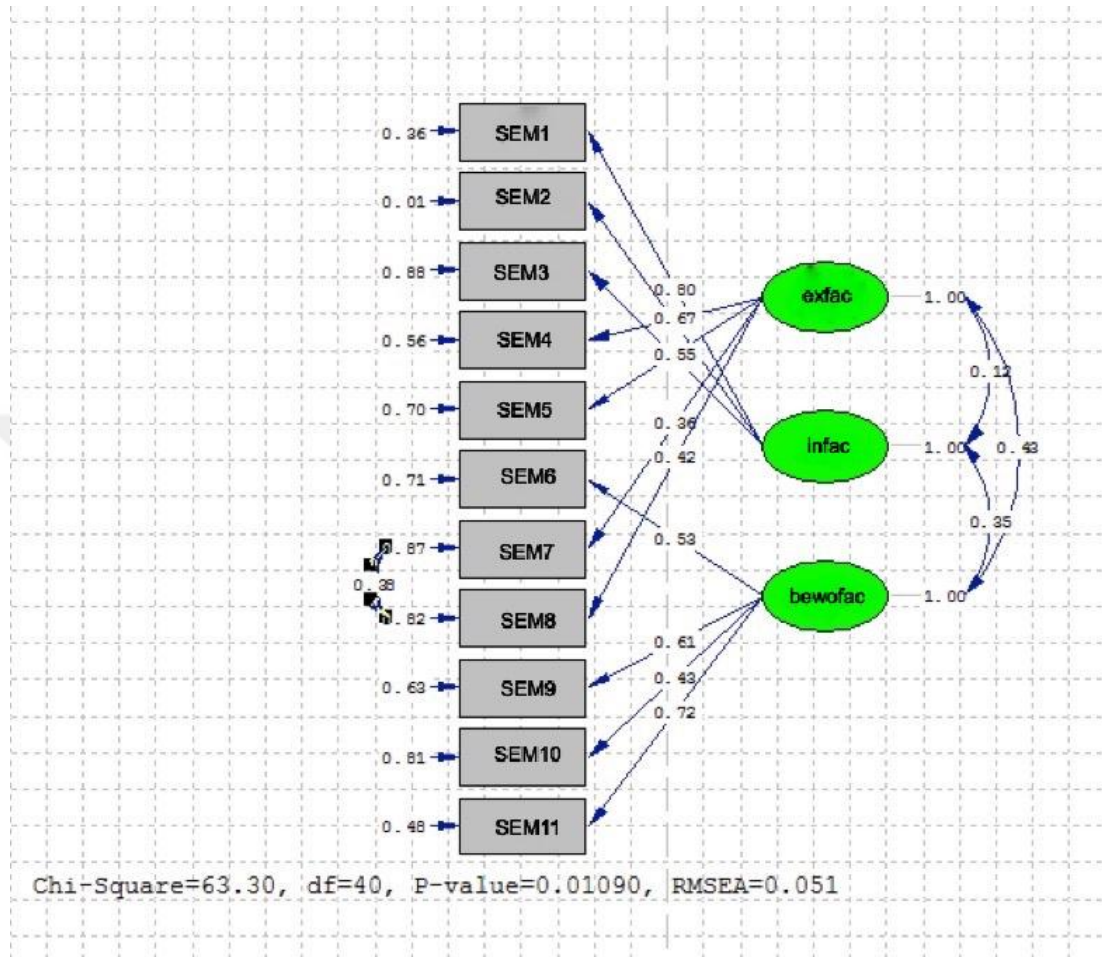 0.36 SEM1
0.01 SEM2
0.88 SEM3
0.80 exfac 1.00
0.67
0.56 SEM4
0.55
0.12
0.70 SEM5
0.36
infac 1.00 0.43
0.42
0.71 SEM6
0.35
0.53
0.87 SEM7
0.38
bewofac 1.00
0.82 SEM8
0.61
0.63 SEM9
0.43
0.72
0.81 SEM10
0.48 SEM11
Chi-Square=63.30, df=40, P-value=0.01090, RMSEA=0.051